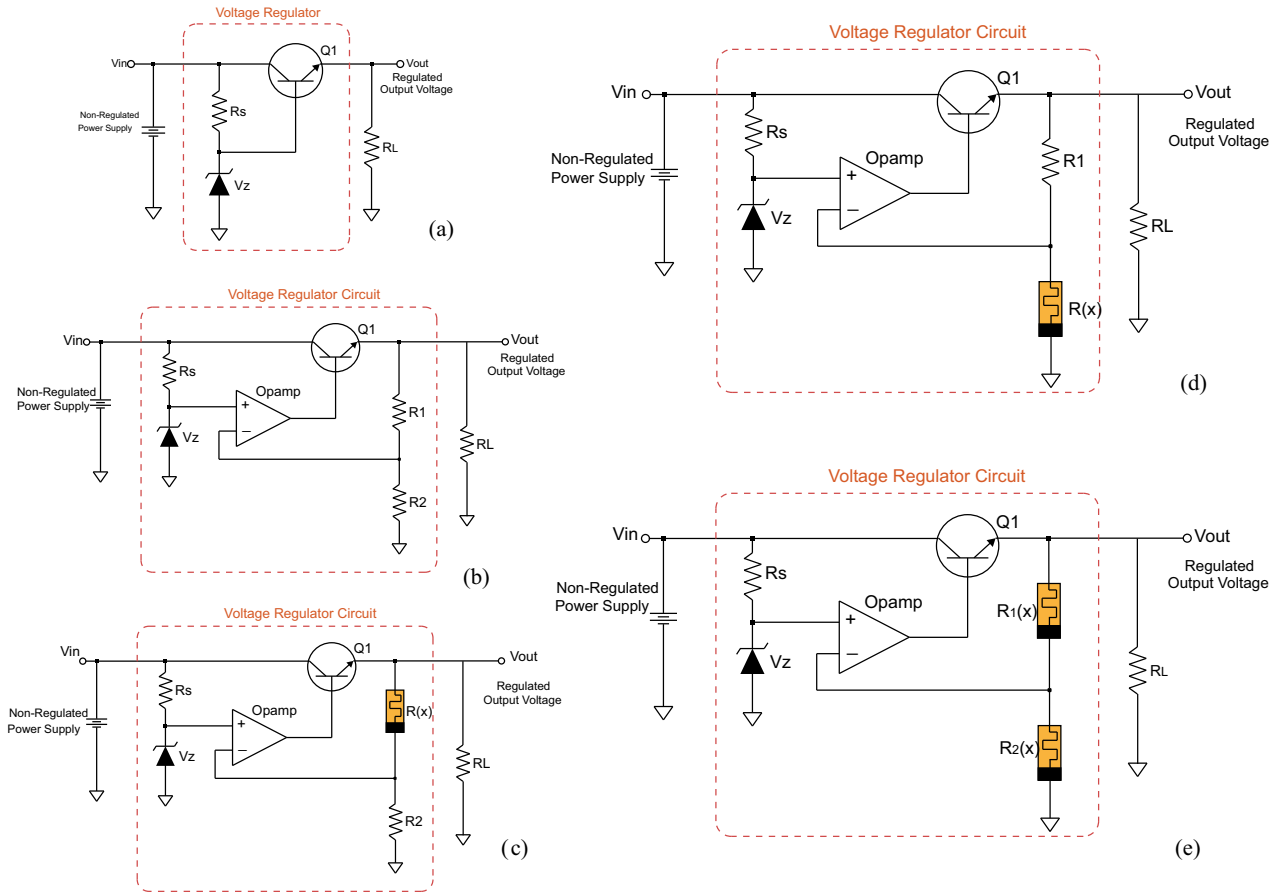 Voltage Regulator
Q1
Vin
Vout
Regulated
Output Voltage
Rs
Non-Regulated
Power Supply
RL
Vz
(a)
Voltage Regulator Circuit
Q1
Vin
Vout
Regulated
Output Voltage
Rs
Opamp
Non-Regulated
Power Supply
+
−
R1
Vz
RL
R2
(b)
Voltage Regulator Circuit
Q1
Vin
Vout
Regulated
Output Voltage
Rs
R(x)
Opamp
Non-Regulated
Power Supply
+
−
Vz
RL
R2
(c)
Voltage Regulator Circuit
Q1
Vin
Vout
Regulated
Output Voltage
Rs
Opamp
R1
Non-Regulated
Power Supply
+
−
Vz
RL
R(x)
(d)
Voltage Regulator Circuit
Q1
Vin
Vout
Regulated
Output Voltage
Rs
Non-Regulated
Power Supply
Opamp
R1(x)
+
−
Vz
RL
R2(x)
(e)